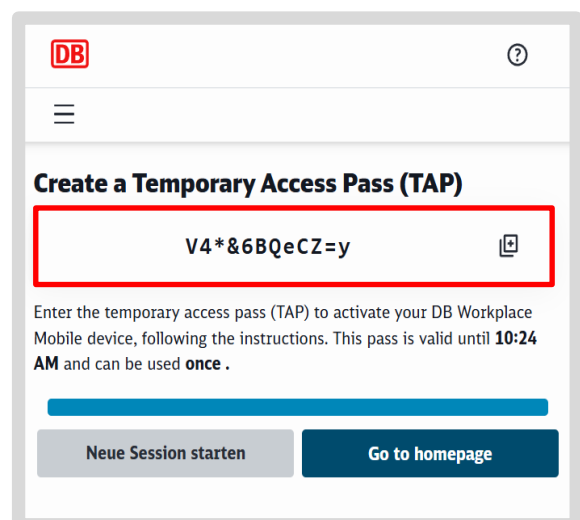 DB
Create a Temporary Access Pass (TAP)
V4*&6BQeCZ=y
Enter the temporary access pass (TAP) to activate your DB Workplace
Mobile device, following the instructions. This pass is valid until 10:24
AM and can be used once .
Neue Session starten
Go to homepage